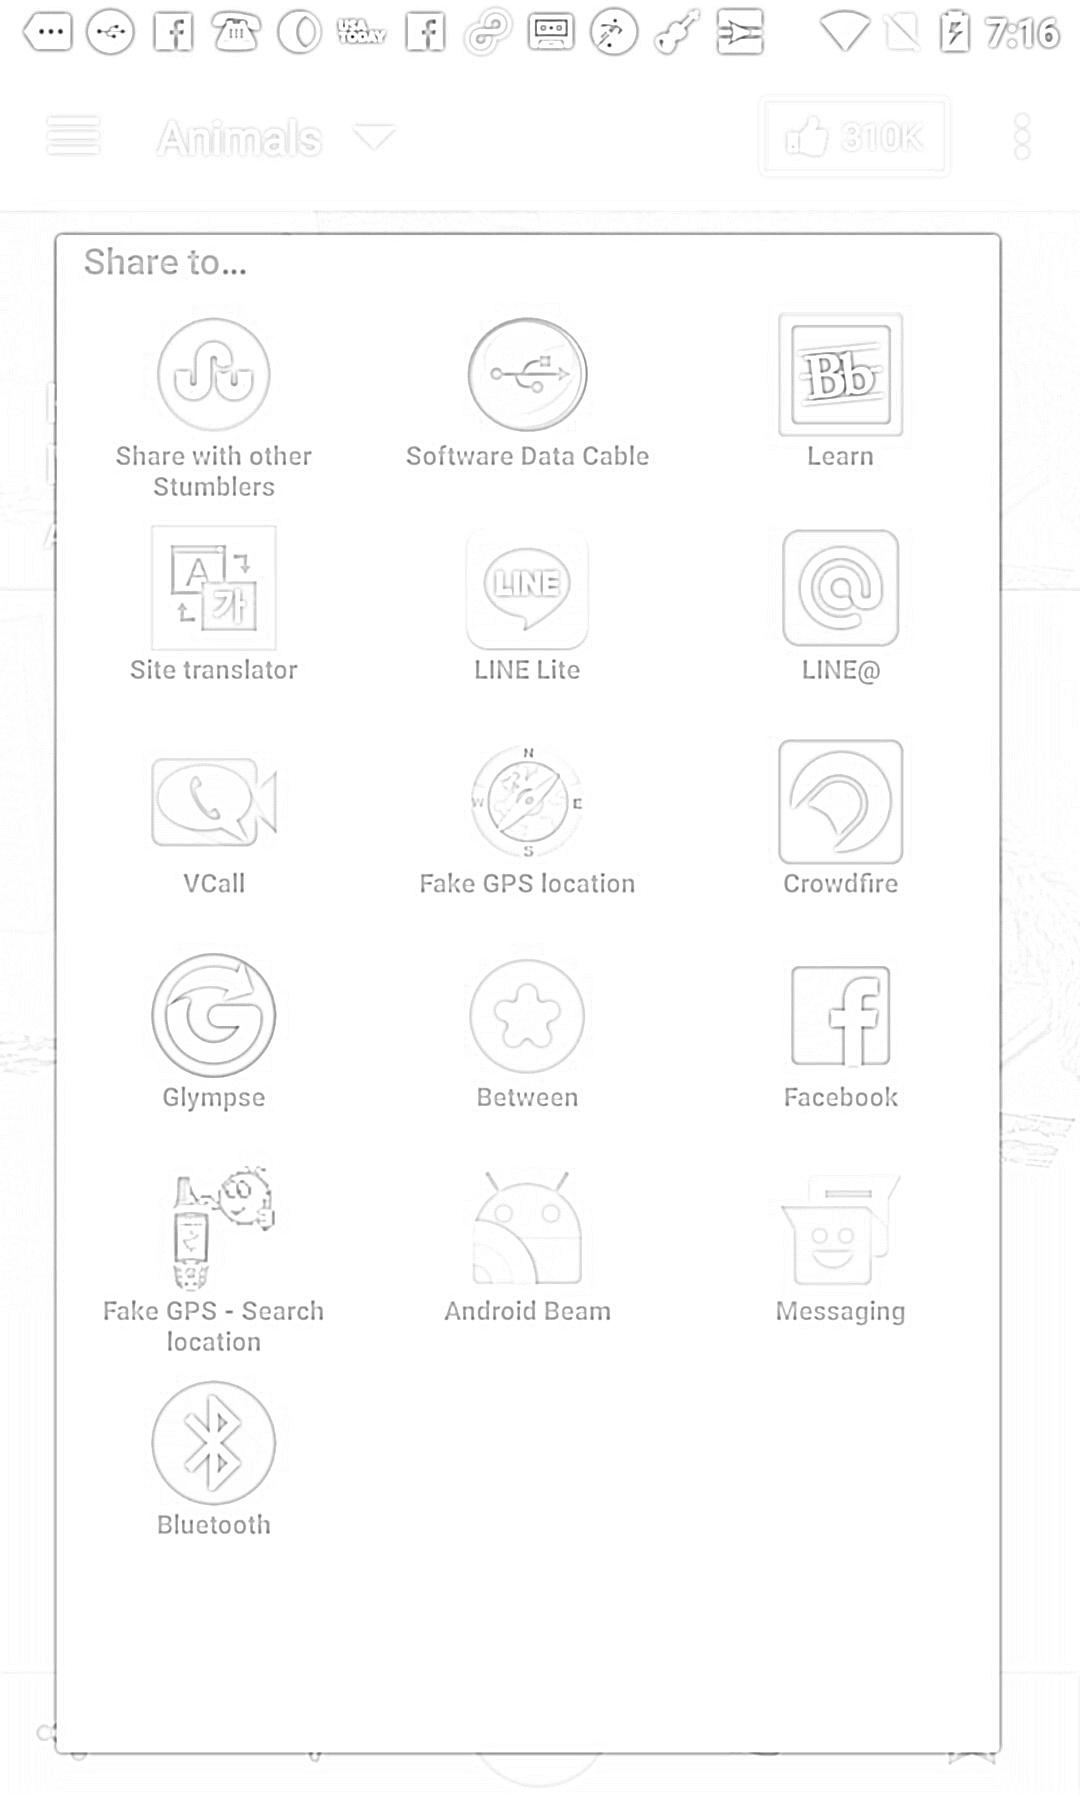 USA
TODAY
7:16
Animals
310K
Share to...
Bb
Share with other
Stumblers
Software Data Cable
Learn
A
가
Site translator
LINE
LINE Lite
LINE@
VCall
N
W
E
S
Fake GPS location
Crowdfire
Glympse
Between
Facebook
Fake GPS - Search
location
Android Beam
Messaging
Bluetooth